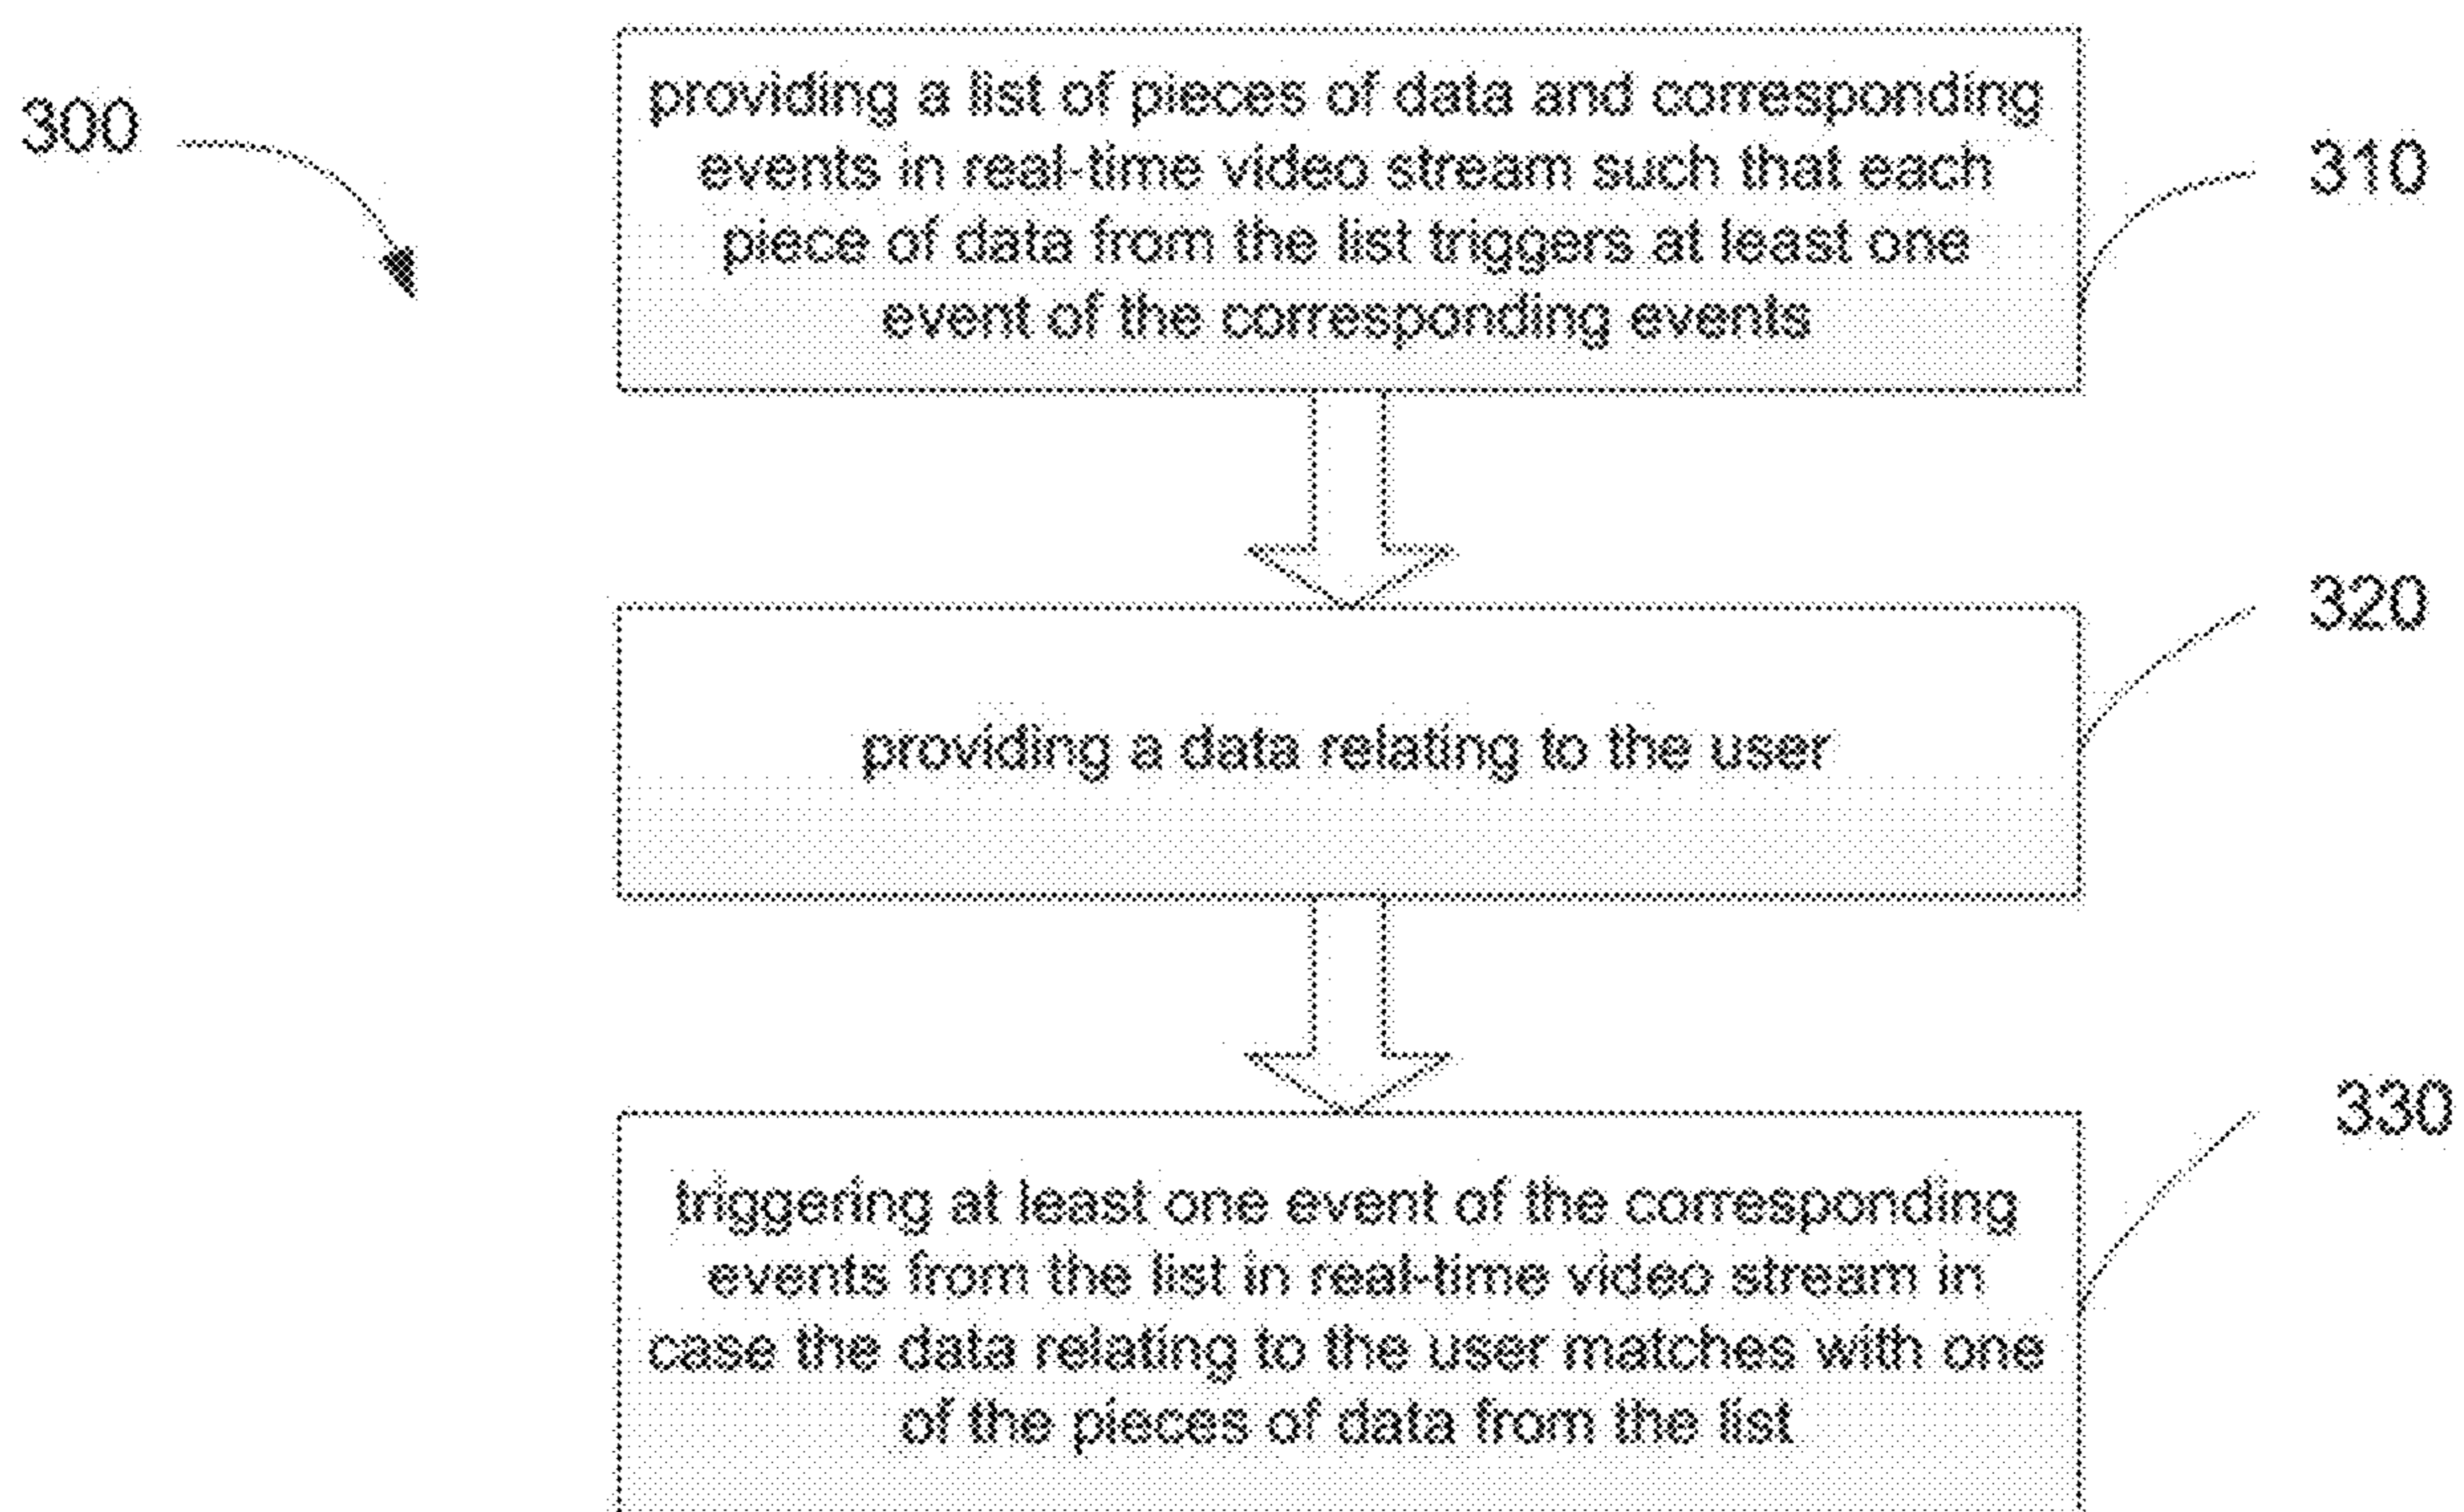 300
providing a list of pieces of data and corresponding
events in real-time video stream such that each
piece of data from the list triggers at least one
event of the corresponding events
310
320
providing a data relating to the user
330
triggering at least one event of the corresponding
events from the list in real-time video stream in
case the data relating to the user matches with one
of the pieces of data from the list